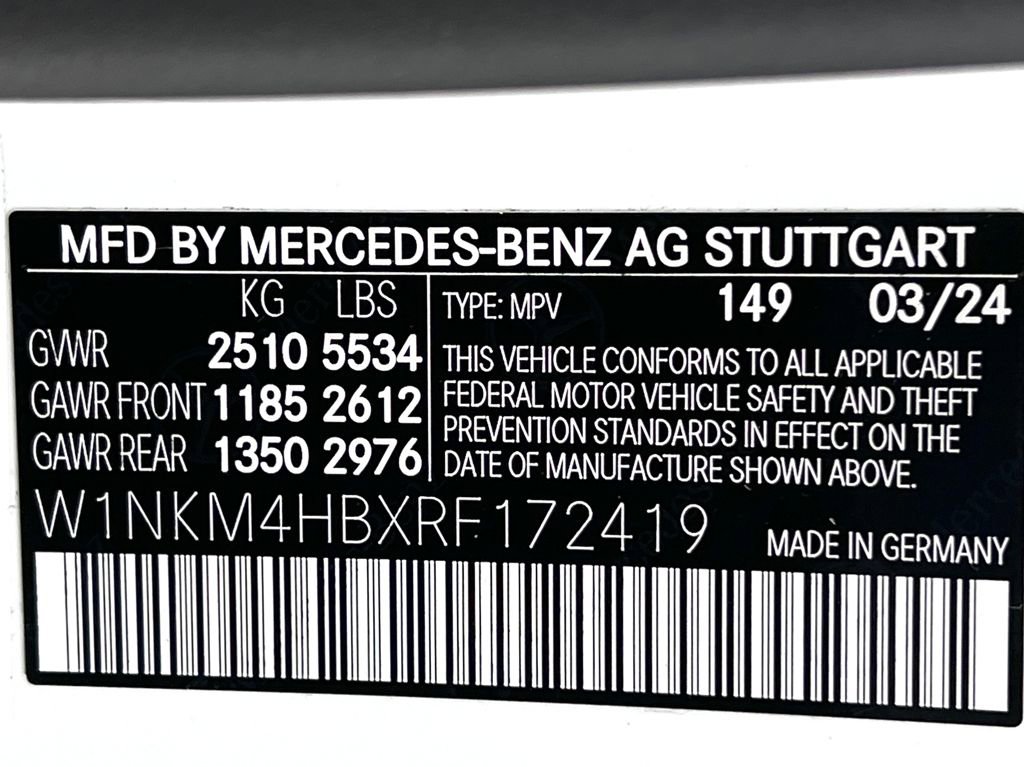 MFD BY MERCEDES-BENZ AG STUTTGART
KG LBS
GVWR 2510 5534
GAWR FRONT 1185 2612
GAWR REAR 1350 2976
TYPE: MPV 149 03/24
THIS VEHICLE CONFORMS TO ALL APPLICABLE
FEDERAL MOTOR VEHICLE SAFETY AND THEFT
PREVENTION STANDARDS IN EFFECT ON THE
DATE OF MANUFACTURE SHOWN ABOVE.
W1NKM4HBXRF172419
MADE IN GERMANY